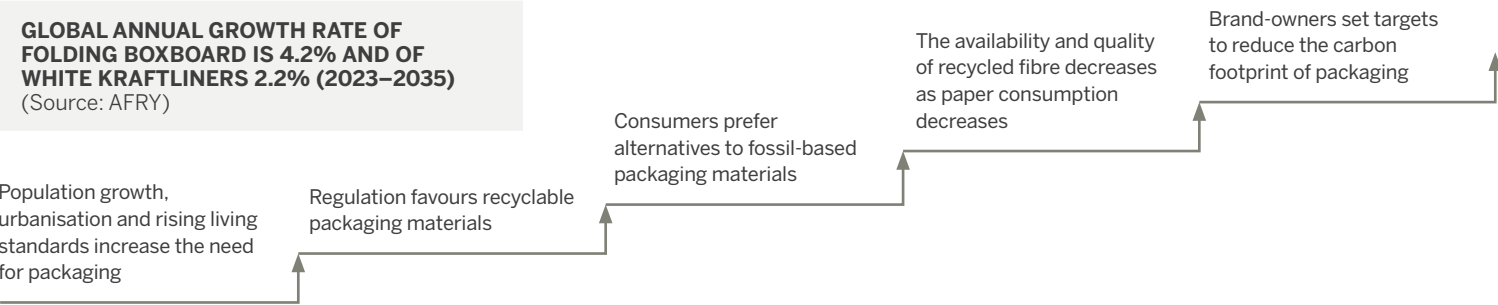 GLOBAL ANNUAL GROWTH RATE OF
FOLDING BOXBOARD IS 4.2% AND OF
WHITE KRAFTLINERS 2.2% (2023–2035)
(Source: AFRY)
Population growth,
urbanisation and rising living
standards increase the need
for packaging
Regulation favours recyclable
packaging materials
Consumers prefer
alternatives to fossil-based
packaging materials
The availability and quality
of recycled fibre decreases
as paper consumption
decreases
Brand-owners set targets
to reduce the carbon
footprint of packaging